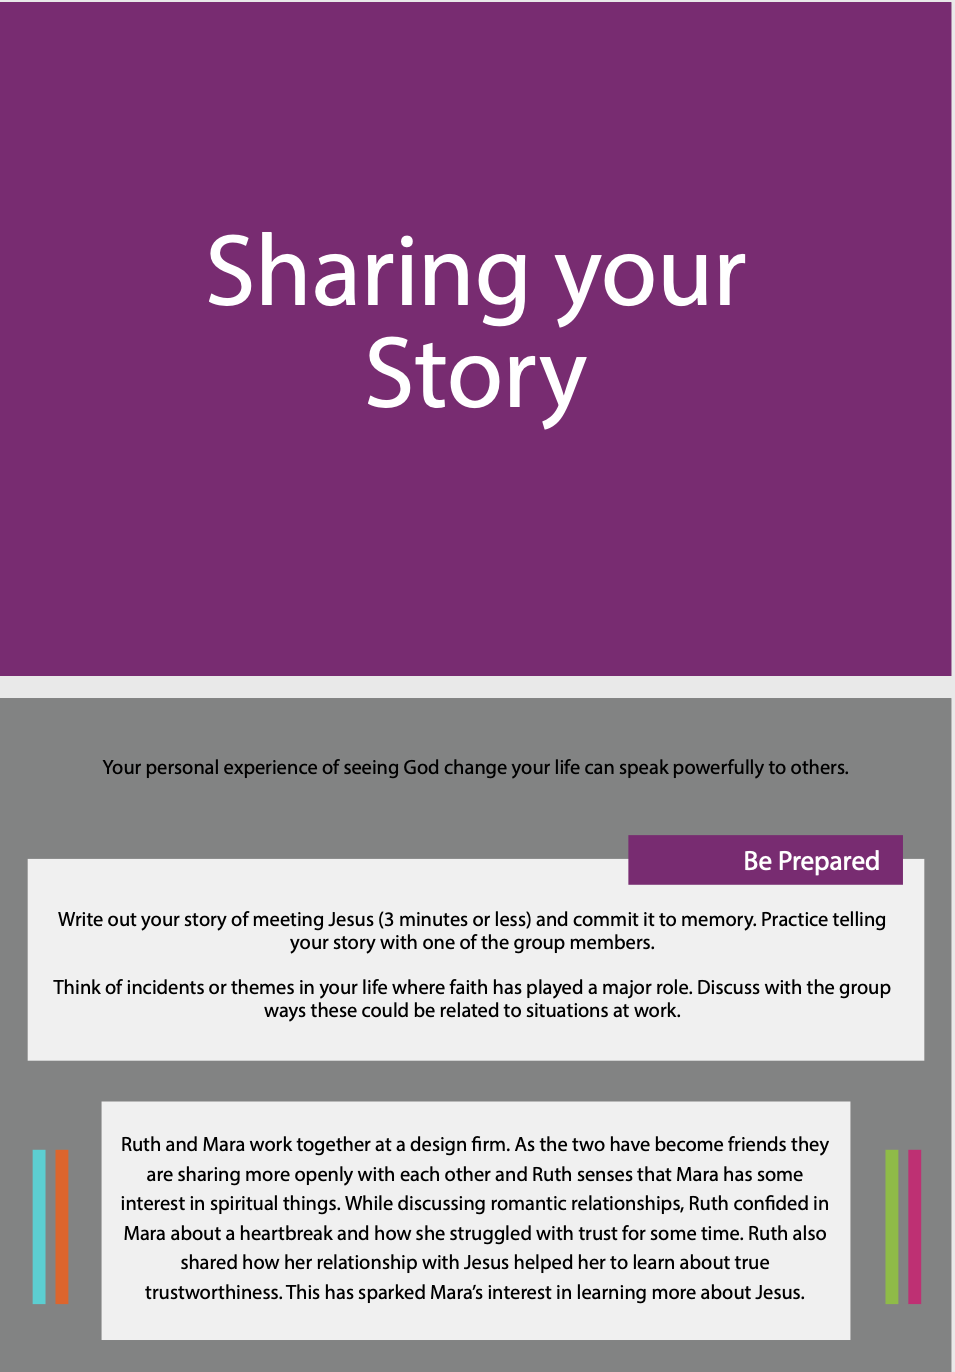 Sharing your
Story
Your personal experience of seeing God change your life can speak powerfully to others.
Be Prepared
Write out your story of meeting Jesus (3 minutes or less) and commit it to memory. Practice telling
your story with one of the group members.
Think of incidents or themes in your life where faith has played a major role. Discuss with the group
ways these could be related to situations at work.
Ruth and Mara work together at a design firm. As the two have become friends they
are sharing more openly with each other and Ruth senses that Mara has some
interest in spiritual things. While discussing romantic relationships, Ruth confided in
Mara about a heartbreak and how she struggled with trust for some time. Ruth also
shared how her relationship with Jesus helped her to learn about true
trustworthiness. This has sparked Mara's interest in learning more about Jesus.